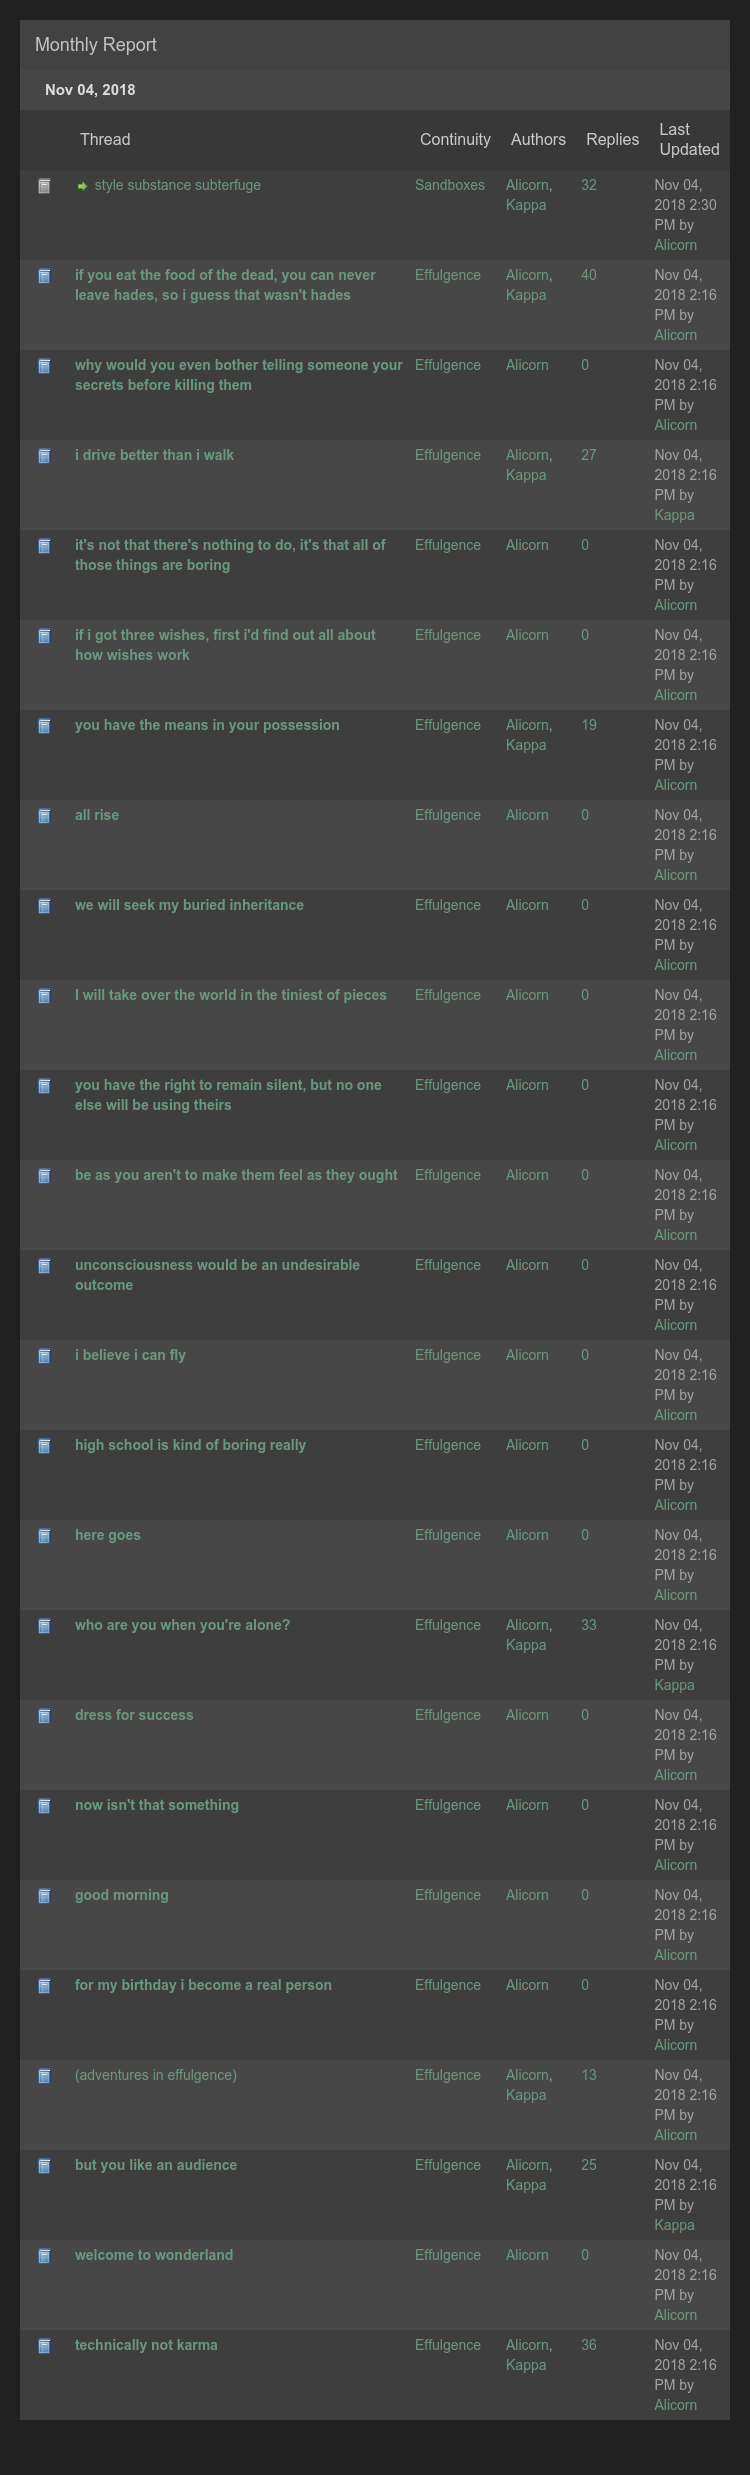 Monthly Report
Nov 04, 2018
Thread Continuity Authors Replies Last Updated
style substance subterfuge Sandboxes Alicorn, Kappa 32 Nov 04, 2018 2:30 PM by Alicorn
if you eat the food of the dead, you can never leave hades, so i guess that wasn't hades Effulgence Alicorn, Kappa 40 Nov 04, 2018 2:16 PM by Alicorn
why would you even bother telling someone your secrets before killing them Effulgence Alicorn 0 Nov 04, 2018 2:16 PM by Alicorn
i drive better than i walk Effulgence Alicorn, Kappa 27 Nov 04, 2018 2:16 PM by Kappa
it's not that there's nothing to do, it's that all of those things are boring Effulgence Alicorn 0 Nov 04, 2018 2:16 PM by Alicorn
if i got three wishes, first i'd find out all about how wishes work Effulgence Alicorn 0 Nov 04, 2018 2:16 PM by Alicorn
you have the means in your possession Effulgence Alicorn, Kappa 19 Nov 04, 2018 2:16 PM by Alicorn
all rise Effulgence Alicorn 0 Nov 04, 2018 2:16 PM by Alicorn
we will seek my buried inheritance Effulgence Alicorn 0 Nov 04, 2018 2:16 PM by Alicorn
I will take over the world in the tiniest of pieces Effulgence Alicorn 0 Nov 04, 2018 2:16 PM by Alicorn
you have the right to remain silent, but no one else will be using theirs Effulgence Alicorn 0 Nov 04, 2018 2:16 PM by Alicorn
be as you aren't to make them feel as they ought Effulgence Alicorn 0 Nov 04, 2018 2:16 PM by Alicorn
unconsciousness would be an undesirable outcome Effulgence Alicorn 0 Nov 04, 2018 2:16 PM by Alicorn
i believe i can fly Effulgence Alicorn 0 Nov 04, 2018 2:16 PM by Alicorn
high school is kind of boring really Effulgence Alicorn 0 Nov 04, 2018 2:16 PM by Alicorn
here goes Effulgence Alicorn 0 Nov 04, 2018 2:16 PM by Alicorn
who are you when you're alone? Effulgence Alicorn, Kappa 33 Nov 04, 2018 2:16 PM by Kappa
dress for success Effulgence Alicorn 0 Nov 04, 2018 2:16 PM by Alicorn
now isn't that something Effulgence Alicorn 0 Nov 04, 2018 2:16 PM by Alicorn
good morning Effulgence Alicorn 0 Nov 04, 2018 2:16 PM by Alicorn
for my birthday i become a real person Effulgence Alicorn 0 Nov 04, 2018 2:16 PM by Alicorn
(adventures in effulgence) Effulgence Alicorn, Kappa 13 Nov 04, 2018 2:16 PM by Alicorn
but you like an audience Effulgence Alicorn, Kappa 25 Nov 04, 2018 2:16 PM by Kappa
welcome to wonderland Effulgence Alicorn 0 Nov 04, 2018 2:16 PM by Alicorn
technically not karma Effulgence Alicorn, Kappa 36 Nov 04, 2018 2:16 PM by Alicorn